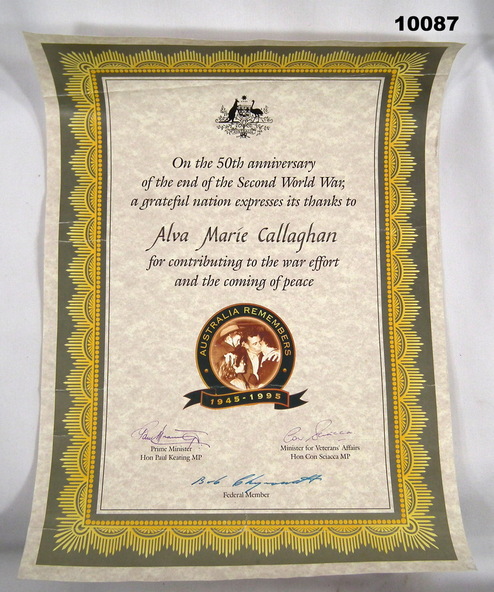 10087
On the 50th anniversary
of the end of the Second World War,
a grateful nation expresses its thanks to
Alva Marie Callaghan
for contributing to the war effort
and the coming of peace
AUSTRALIA REMEMBERS
1945-1995
Prime Minister
Hon Paul Keating MP
Minister for Veterans' Affairs
Hon Con Sciacca MP
Federal Member